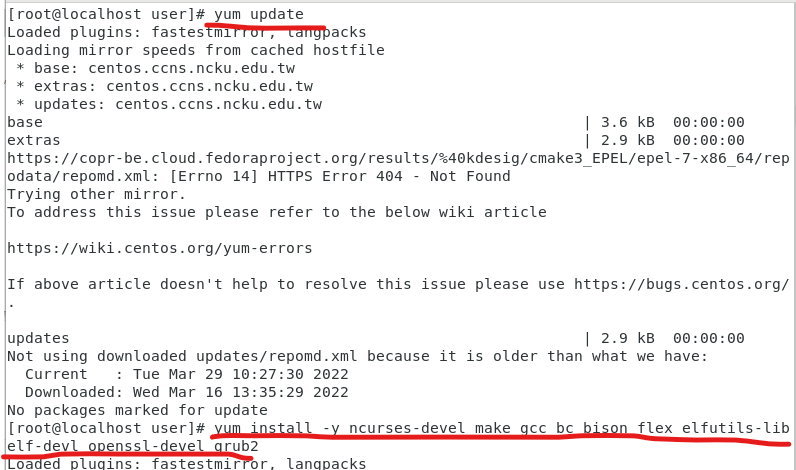 [root@localhost user]# yum update
Loaded plugins: fastestmirror, langpacks
Loading mirror speeds from cached hostfile
 * base: centos.ccns.ncku.edu.tw
 * extras: centos.ccns.ncku.edu.tw
 * updates: centos.ccns.ncku.edu.tw
base | 3.6 kB 00:00:00
extras | 2.9 kB 00:00:00
https://copr-be.cloud.fedoraproject.org/results/%40kdesig/cmake3_EPEL/epel-7-x86_64/rep
odata/repomd.xml: [Errno 14] HTTPS Error 404 - Not Found
Trying other mirror.
To address this issue please refer to the below wiki article
https://wiki.centos.org/yum-errors
If above article doesn't help to resolve this issue please use https://bugs.centos.org/
.
updates | 2.9 kB 00:00:00
Not using downloaded updates/repomd.xml because it is older than what we have:
  Current   : Tue Mar 29 10:27:30 2022
  Downloaded: Wed Mar 16 13:35:29 2022
No packages marked for update
[root@localhost user]# yum install -y ncurses-devel make gcc bc bison flex elfutils-lib
elf-devl openssl-devel grub2
Loaded plugins: fastestmirror, langpacks